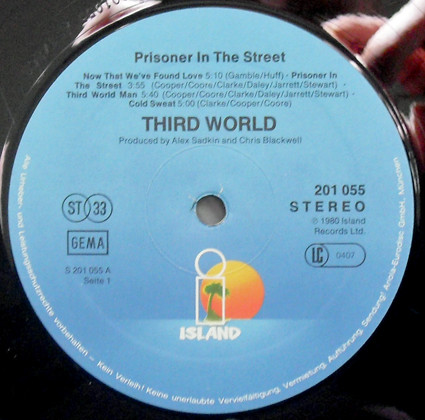 Prisoner In The Street
Now That We've Found Love 5:10 (Gamble/Huff) · Prisoner In
The Street 3:55 (Cooper/Coore/Clarke/Daley/Jarrett/Stewart) ·
Third World Man 5:40 (Cooper/Coore/Clarke/Daley/Jarrett/Stewart) ·
Cold Sweat 5:00 (Clarke/Cooper/Coore)
THIRD WORLD
Produced by Alex Sadkin and Chris Blackwell
ST 33
GEMA
S 201 055 A
Seite 1
201 055
STEREO
℗ 1980 Island
Records Ltd.
LC 0407
ISLAND
Alle Urheber- und Leistungsschutzrechte vorbehalten – Kein Verleih! Keine unerlaubte Vervielfältigung, Vermietung, Aufführung, Sendung! Ariola-Eurodisc GmbH, München